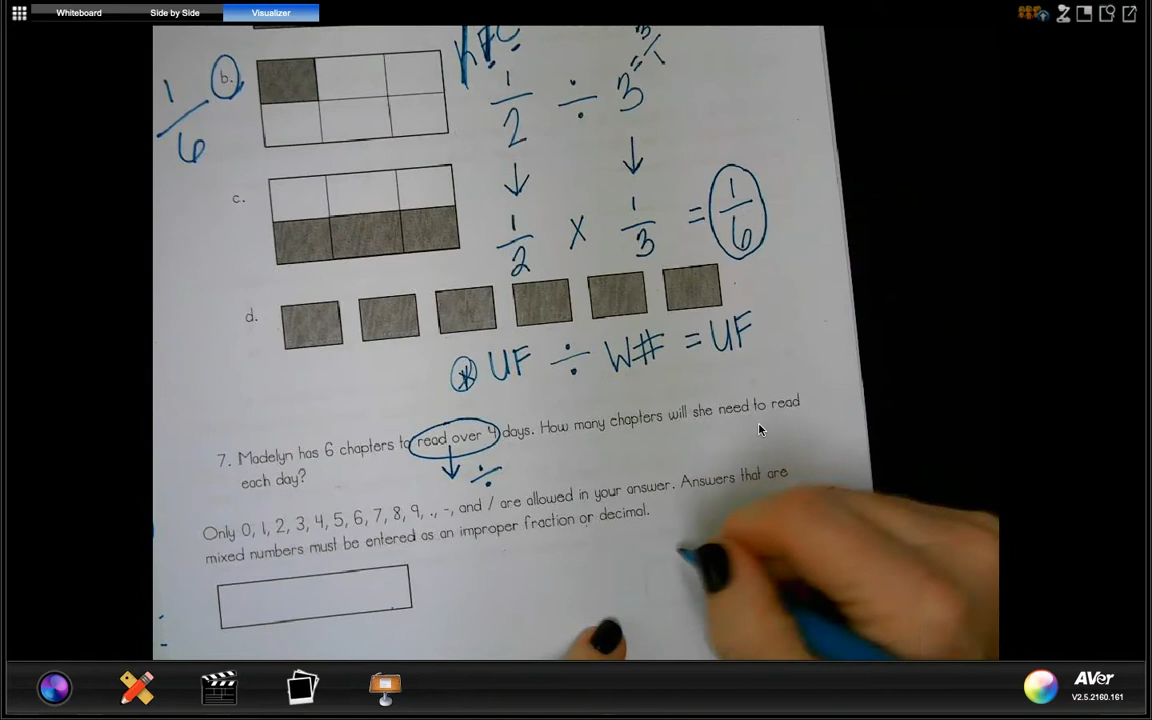 Whiteboard Side by Side Visualizer
1/6 b.
1/2 ÷ 3 = 3/1
c.
1/2 x 1/3 = 1/6
d.
* UF ÷ W# = UF
7. Madelyn has 6 chapters to read over 4 days. How many chapters will she need to read
each day?
÷
Only 0, 1, 2, 3, 4, 5, 6, 7, 8, 9, ., -, and / are allowed in your answer. Answers that are
mixed numbers must be entered as an improper fraction or decimal.
AVer
V2.5.2160.161